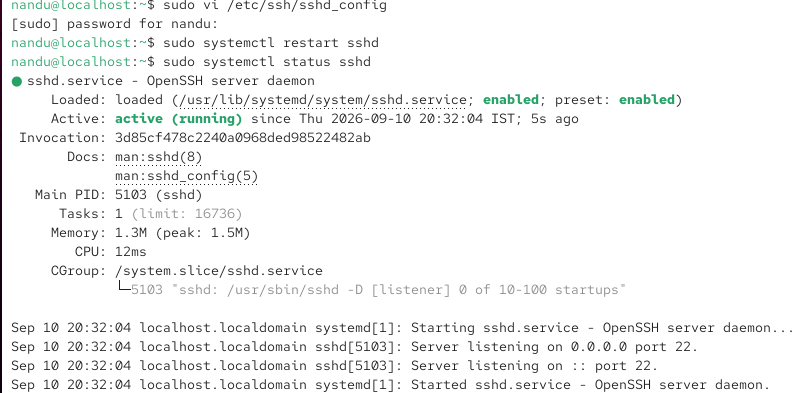 nandu@localhost:~$ sudo vi /etc/ssh/sshd_config
[sudo] password for nandu:
nandu@localhost:~$ sudo systemctl restart sshd
nandu@localhost:~$ sudo systemctl status sshd
● sshd.service - OpenSSH server daemon
     Loaded: loaded (/usr/lib/systemd/system/sshd.service; enabled; preset: enabled)
     Active: active (running) since Thu 2026-09-10 20:32:04 IST; 5s ago
 Invocation: 3d85cf478c2240a0968ded98522482ab
       Docs: man:sshd(8)
             man:sshd_config(5)
   Main PID: 5103 (sshd)
      Tasks: 1 (limit: 16736)
     Memory: 1.3M (peak: 1.5M)
        CPU: 12ms
     CGroup: /system.slice/sshd.service
             └─5103 "sshd: /usr/sbin/sshd -D [listener] 0 of 10-100 startups"

Sep 10 20:32:04 localhost.localdomain systemd[1]: Starting sshd.service - OpenSSH server daemon...
Sep 10 20:32:04 localhost.localdomain sshd[5103]: Server listening on 0.0.0.0 port 22.
Sep 10 20:32:04 localhost.localdomain sshd[5103]: Server listening on :: port 22.
Sep 10 20:32:04 localhost.localdomain systemd[1]: Started sshd.service - OpenSSH server daemon.